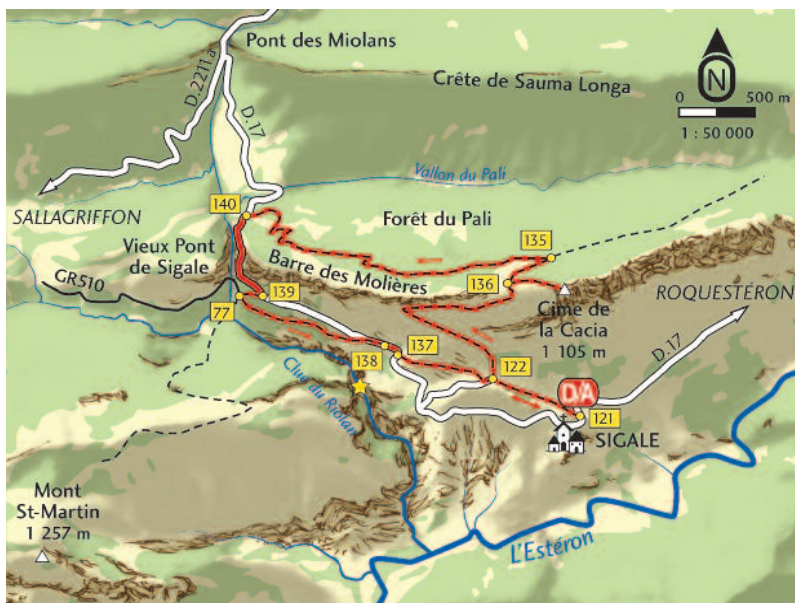 Pont des Miolans
D.2211a
Crête de Sauma Longa
N
0 500 m
1 : 50 000
D.17
Vallon du Pali
SALLAGRIFFON
140
Forêt du Pali
135
Vieux Pont
de Sigale
Barre des Molières
136
GR510
139
Cime de
la Cacia
1 105 m
ROQUESTÉRON
77
D.17
137
138
122
Clue du Riolan
D/A
121
SIGALE
Mont
St-Martin
1 257 m
L'Estéron